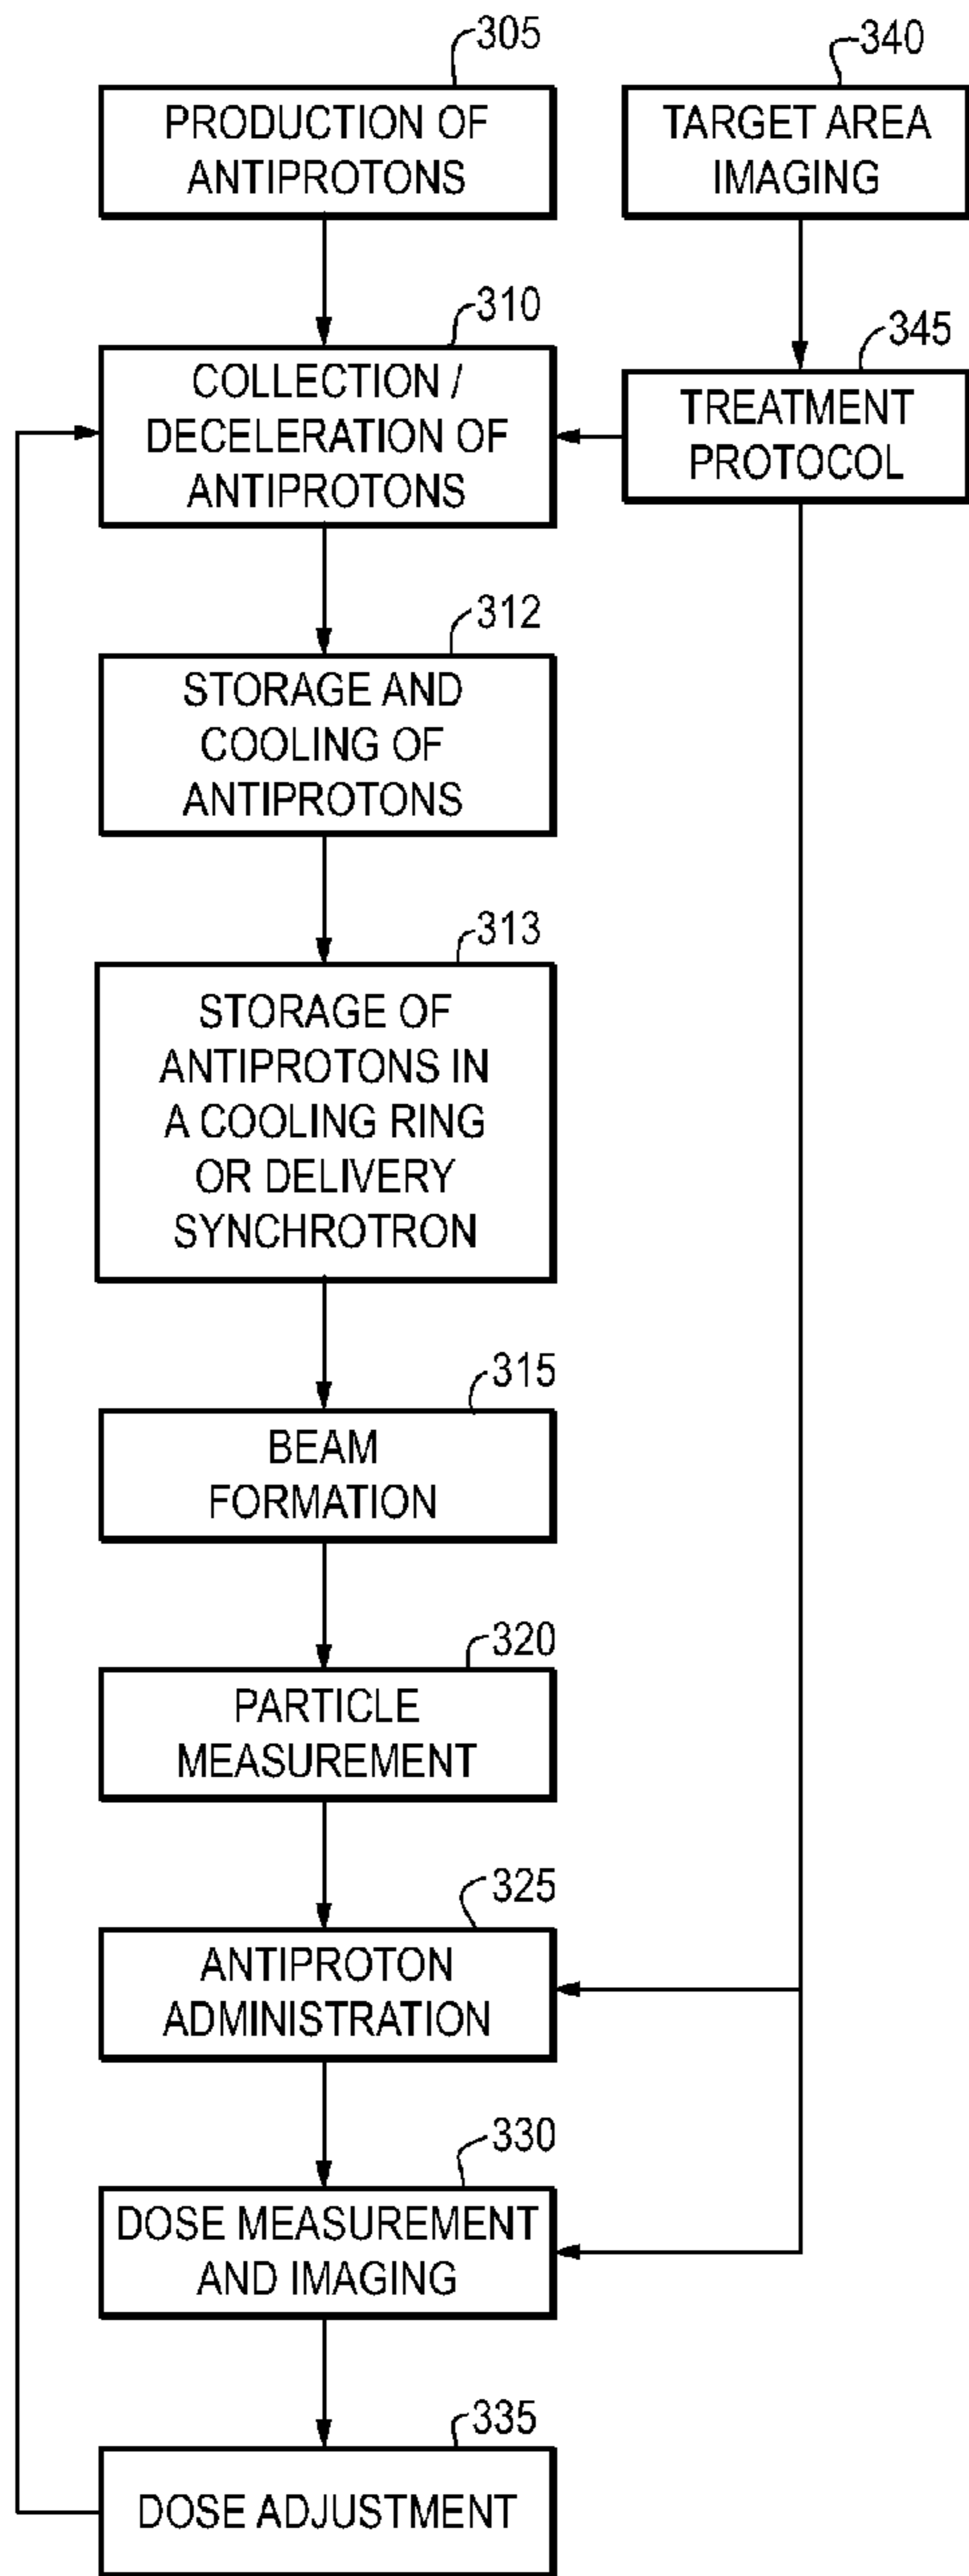 305
PRODUCTION OF
ANTIPROTONS
340
TARGET AREA
IMAGING
310
COLLECTION /
DECELERATION OF
ANTIPROTONS
345
TREATMENT
PROTOCOL
312
STORAGE AND
COOLING OF
ANTIPROTONS
313
STORAGE OF
ANTIPROTONS IN
A COOLING RING
OR DELIVERY
SYNCHROTRON
315
BEAM
FORMATION
320
PARTICLE
MEASUREMENT
325
ANTIPROTON
ADMINISTRATION
330
DOSE MEASUREMENT
AND IMAGING
335
DOSE ADJUSTMENT